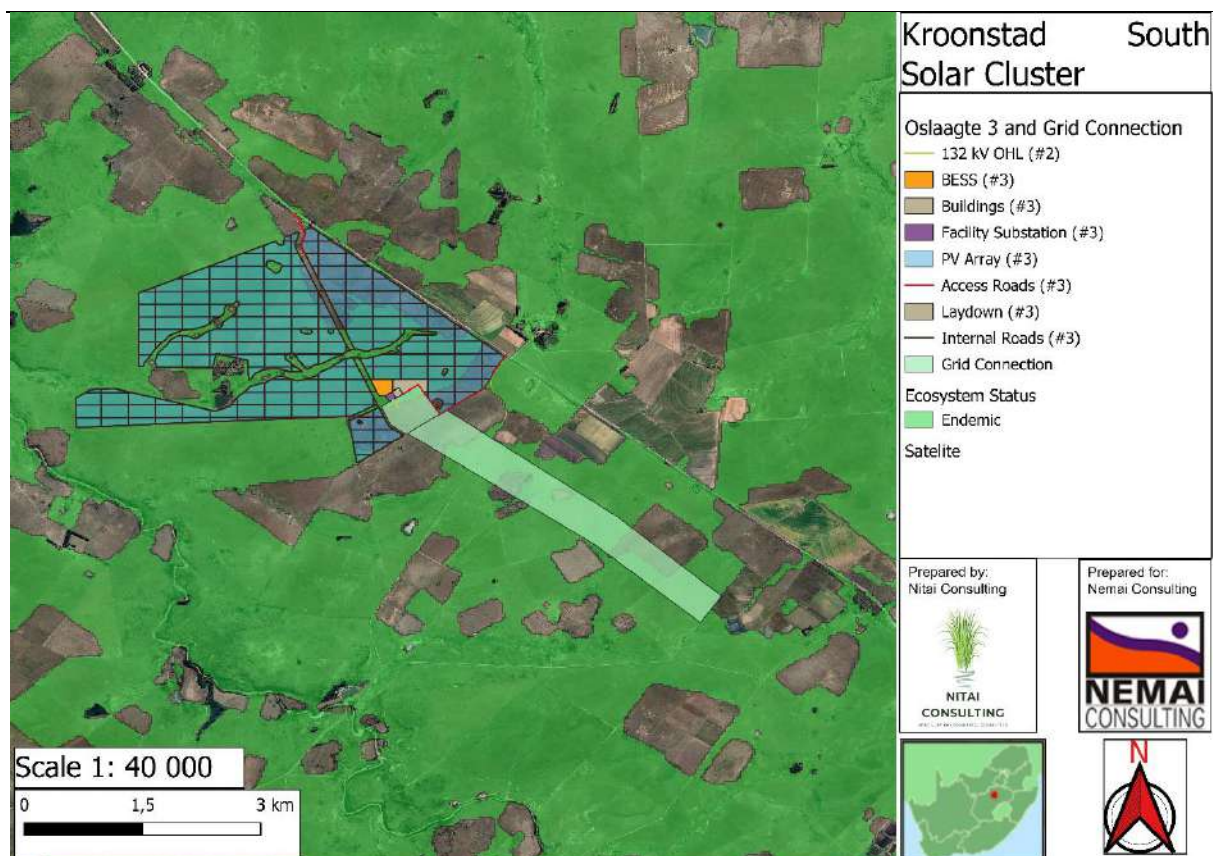 Kroonstad South
Solar Cluster
Oslaagte 3 and Grid Connection
132 kV OHL (#2)
BESS (#3)
Buildings (#3)
Facility Substation (#3)
PV Array (#3)
Access Roads (#3)
Laydown (#3)
Internal Roads (#3)
Grid Connection
Ecosystem Status
Endemic
Satelite
Prepared by:
Nitai Consulting
NITAI
CONSULTING
Prepared for:
Nemai Consulting
NEMAI
CONSULTING
N
Scale 1: 40 000
0 1,5 3 km